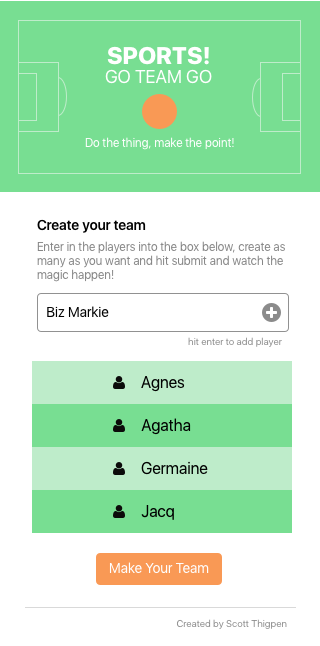 SPORTS!
GO TEAM GO
Do the thing, make the point!
Create your team
Enter in the players into the box below, create as
many as you want and hit submit and watch the
magic happen!
Biz Markie
hit enter to add player
Agnes
Agatha
Germaine
Jacq
Make Your Team
Created by Scott Thigpen